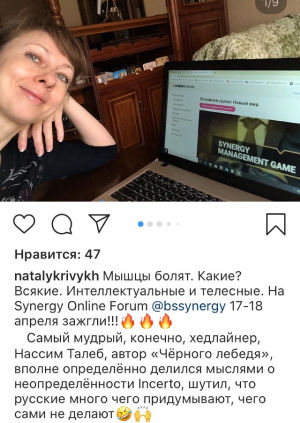 1/9
Основная сцена: Новый мир
SYNERGY
MANAGEMENT GAME
Нравится: 47
natalykrivykh Мышцы болят. Какие?
Всякие. Интеллектуальные и телесные. На
Synergy Online Forum @bssynergy 17-18
апреля зажгли!!!🔥🔥🔥
Самый мудрый, конечно, хедлайнер,
Нассим Талеб, автор «Чёрного лебедя»,
вполне определённо делился мыслями о
неопределённости Incerto, шутил, что
русские много чего придумывают, чего
сами не делают🤣🙌